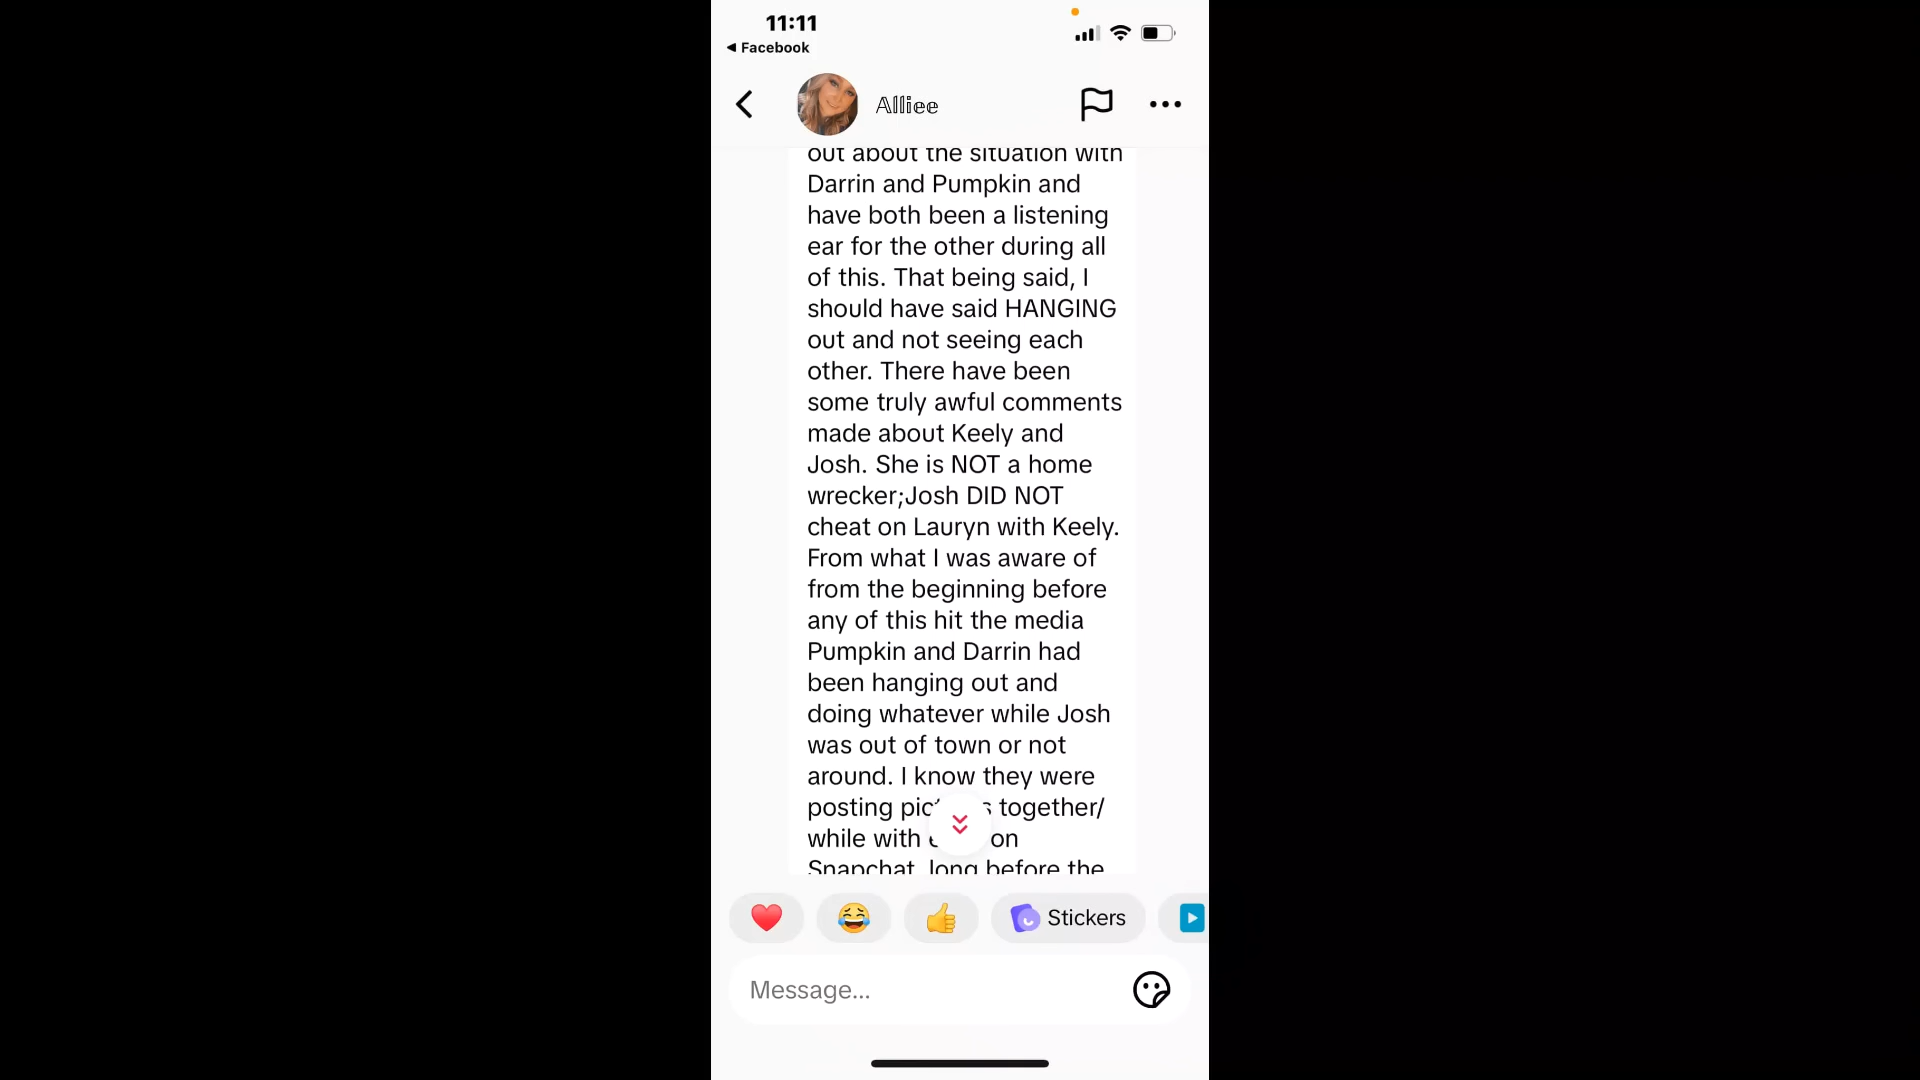 11:11
Facebook
Alliee
out about the situation with
Darrin and Pumpkin and
have both been a listening
ear for the other during all
of this. That being said, I
should have said HANGING
out and not seeing each
other. There have been
some truly awful comments
made about Keely and
Josh. She is NOT a home
wrecker;Josh DID NOT
cheat on Lauryn with Keely.
From what I was aware of
from the beginning before
any of this hit the media
Pumpkin and Darrin had
been hanging out and
doing whatever while Josh
was out of town or not
around. I know they were
posting together/
while with on
Snapchat, long before the
Stickers
Message...